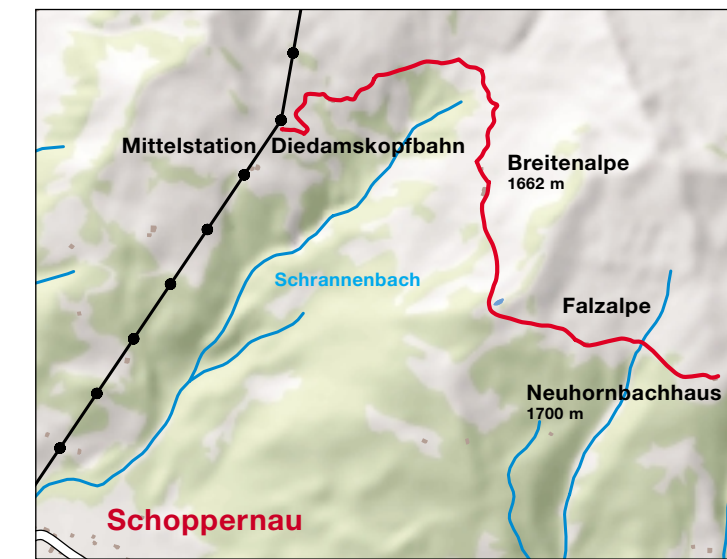 Mittelstation Diedamskopfbahn
Breitenalpe
1662 m
Schrannenbach
Falzalpe
Neuhornbachhaus
1700 m
Schoppernau